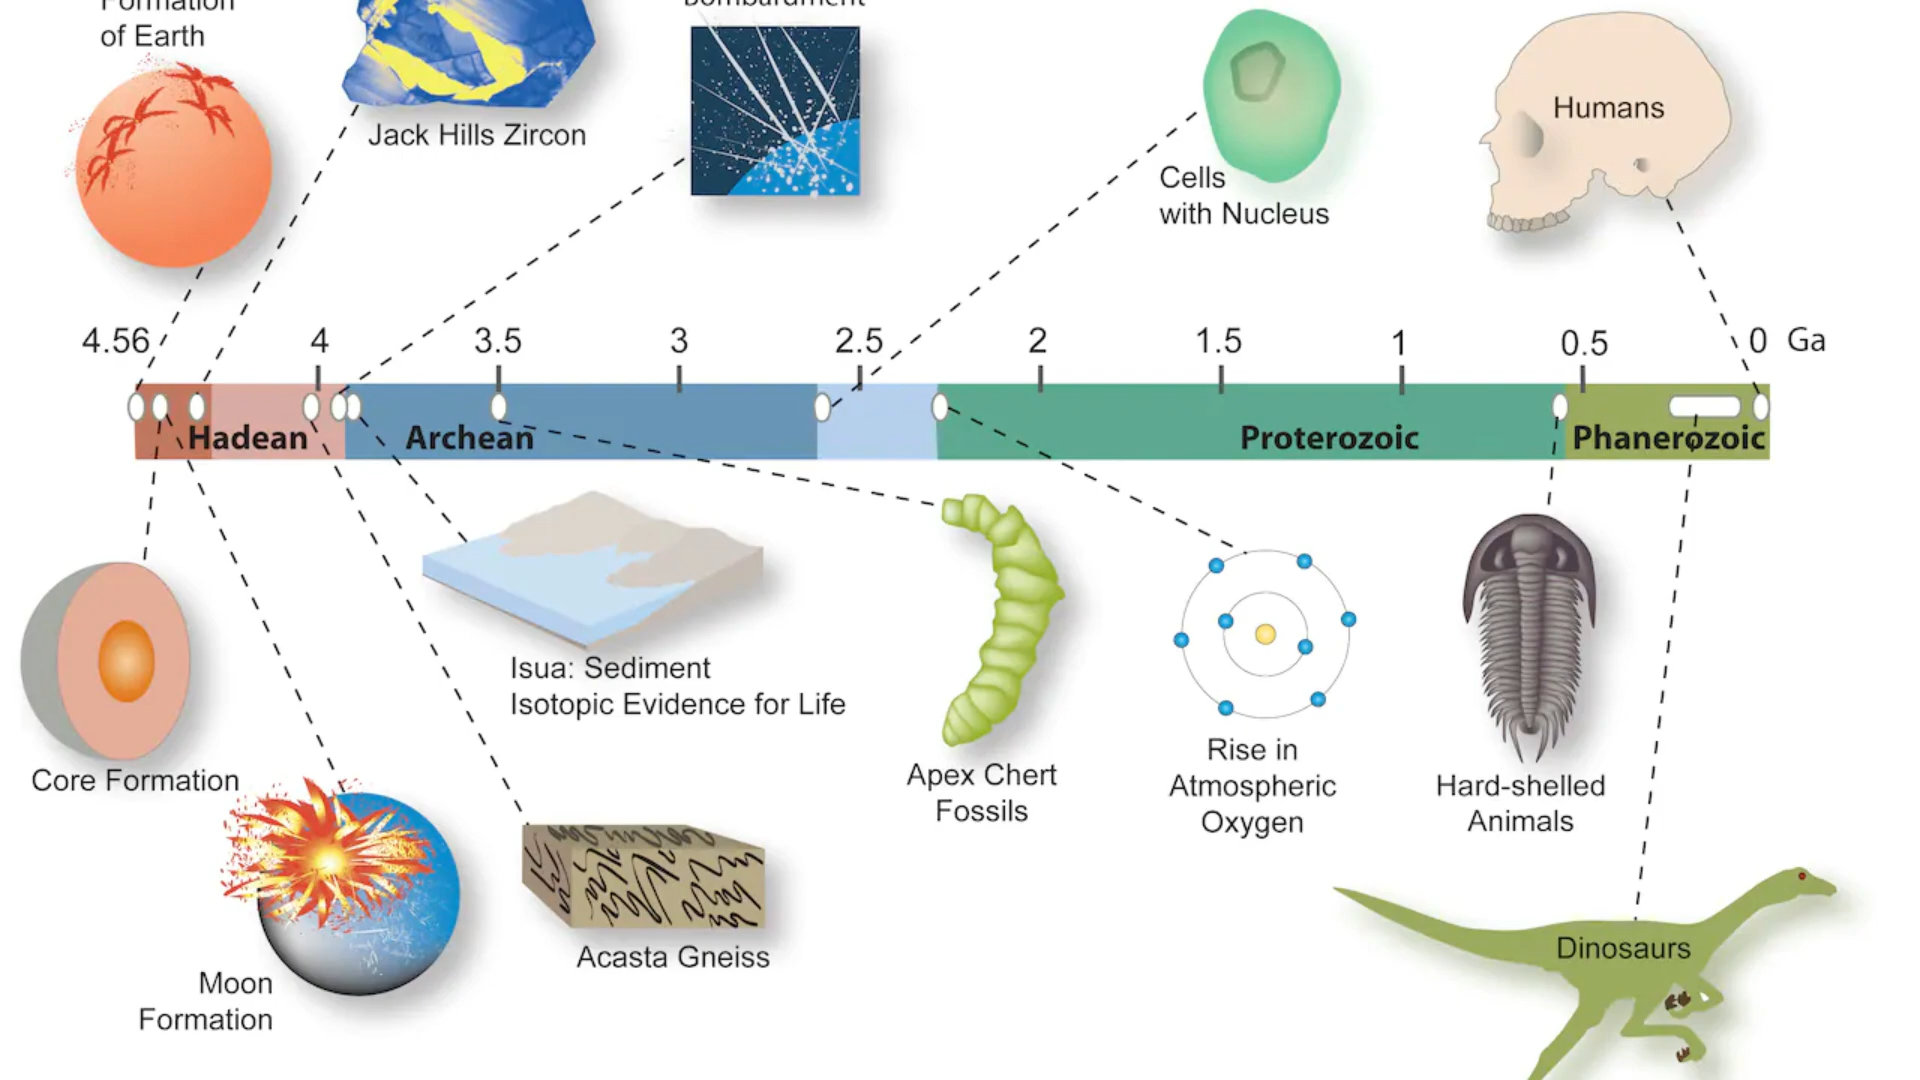 Formation
of Earth
Bombardment
Jack Hills Zircon
Cells
with Nucleus
Humans
4.56 4 3.5 3 2.5 2 1.5 1 0.5 0 Ga
Hadean Archean Proterozoic Phanerozoic
Isua: Sediment
Isotopic Evidence for Life
Core Formation
Apex Chert
Fossils
Rise in
Atmospheric
Oxygen
Hard-shelled
Animals
Acasta Gneiss
Dinosaurs
Moon
Formation